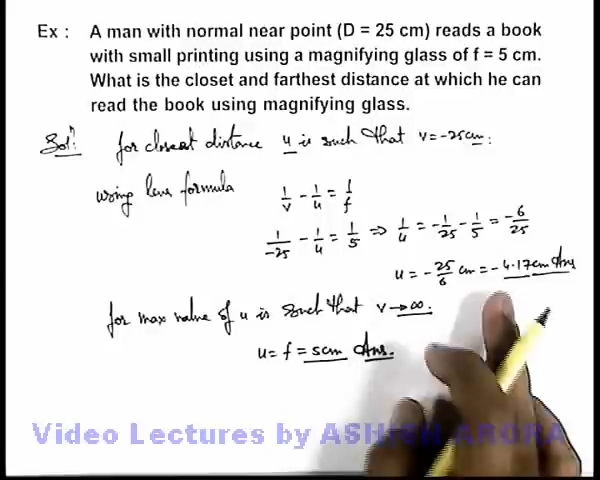 Ex : A man with normal near point (D = 25 cm) reads a book
with small printing using a magnifying glass of f = 5 cm.
What is the closet and farthest distance at which he can
read the book using magnifying glass.
Solⁿ: for closest distance u is such that v = -25cm.
using lens formula
1/v - 1/u = 1/f
1/-25 - 1/u = 1/5 ⇒ 1/u = -1/25 - 1/5 = -6/25
u = -25/6 cm = -4.17cm Ans
for max value of u is such that v → ∞.
u = f = 5cm Ans.
Video Lectures by ASHISH ARORA